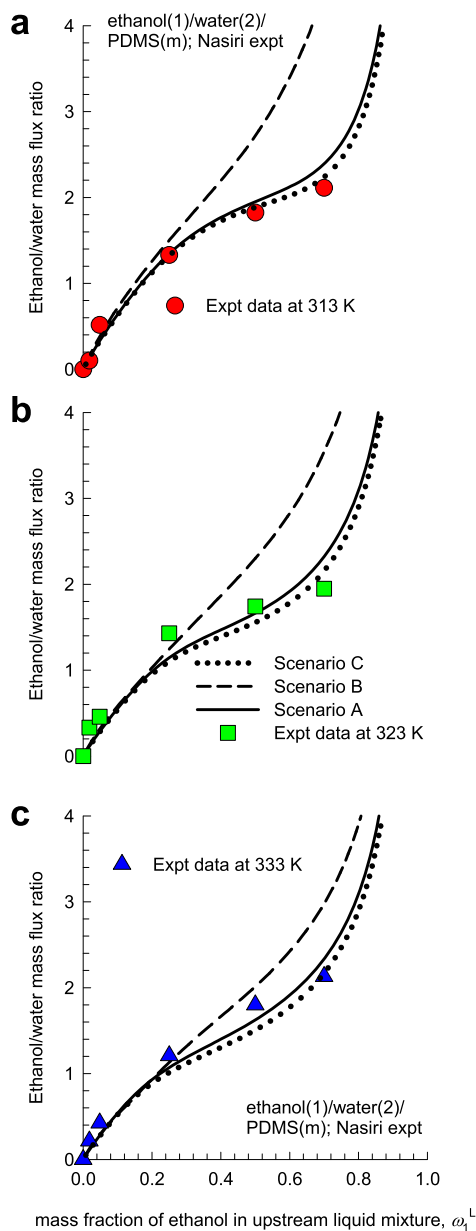 a
ethanol(1)/water(2)/
PDMS(m); Nasiri expt
4
3
2
1
0
Ethanol/water mass flux ratio
Expt data at 313 K
b
4
3
2
1
0
Ethanol/water mass flux ratio
Scenario C
Scenario B
Scenario A
Expt data at 323 K
c
4
3
2
1
0
Ethanol/water mass flux ratio
Expt data at 333 K
ethanol(1)/water(2)/
PDMS(m); Nasiri expt
0.0 0.2 0.4 0.6 0.8 1.0
mass fraction of ethanol in upstream liquid mixture, ω₁ᴸ